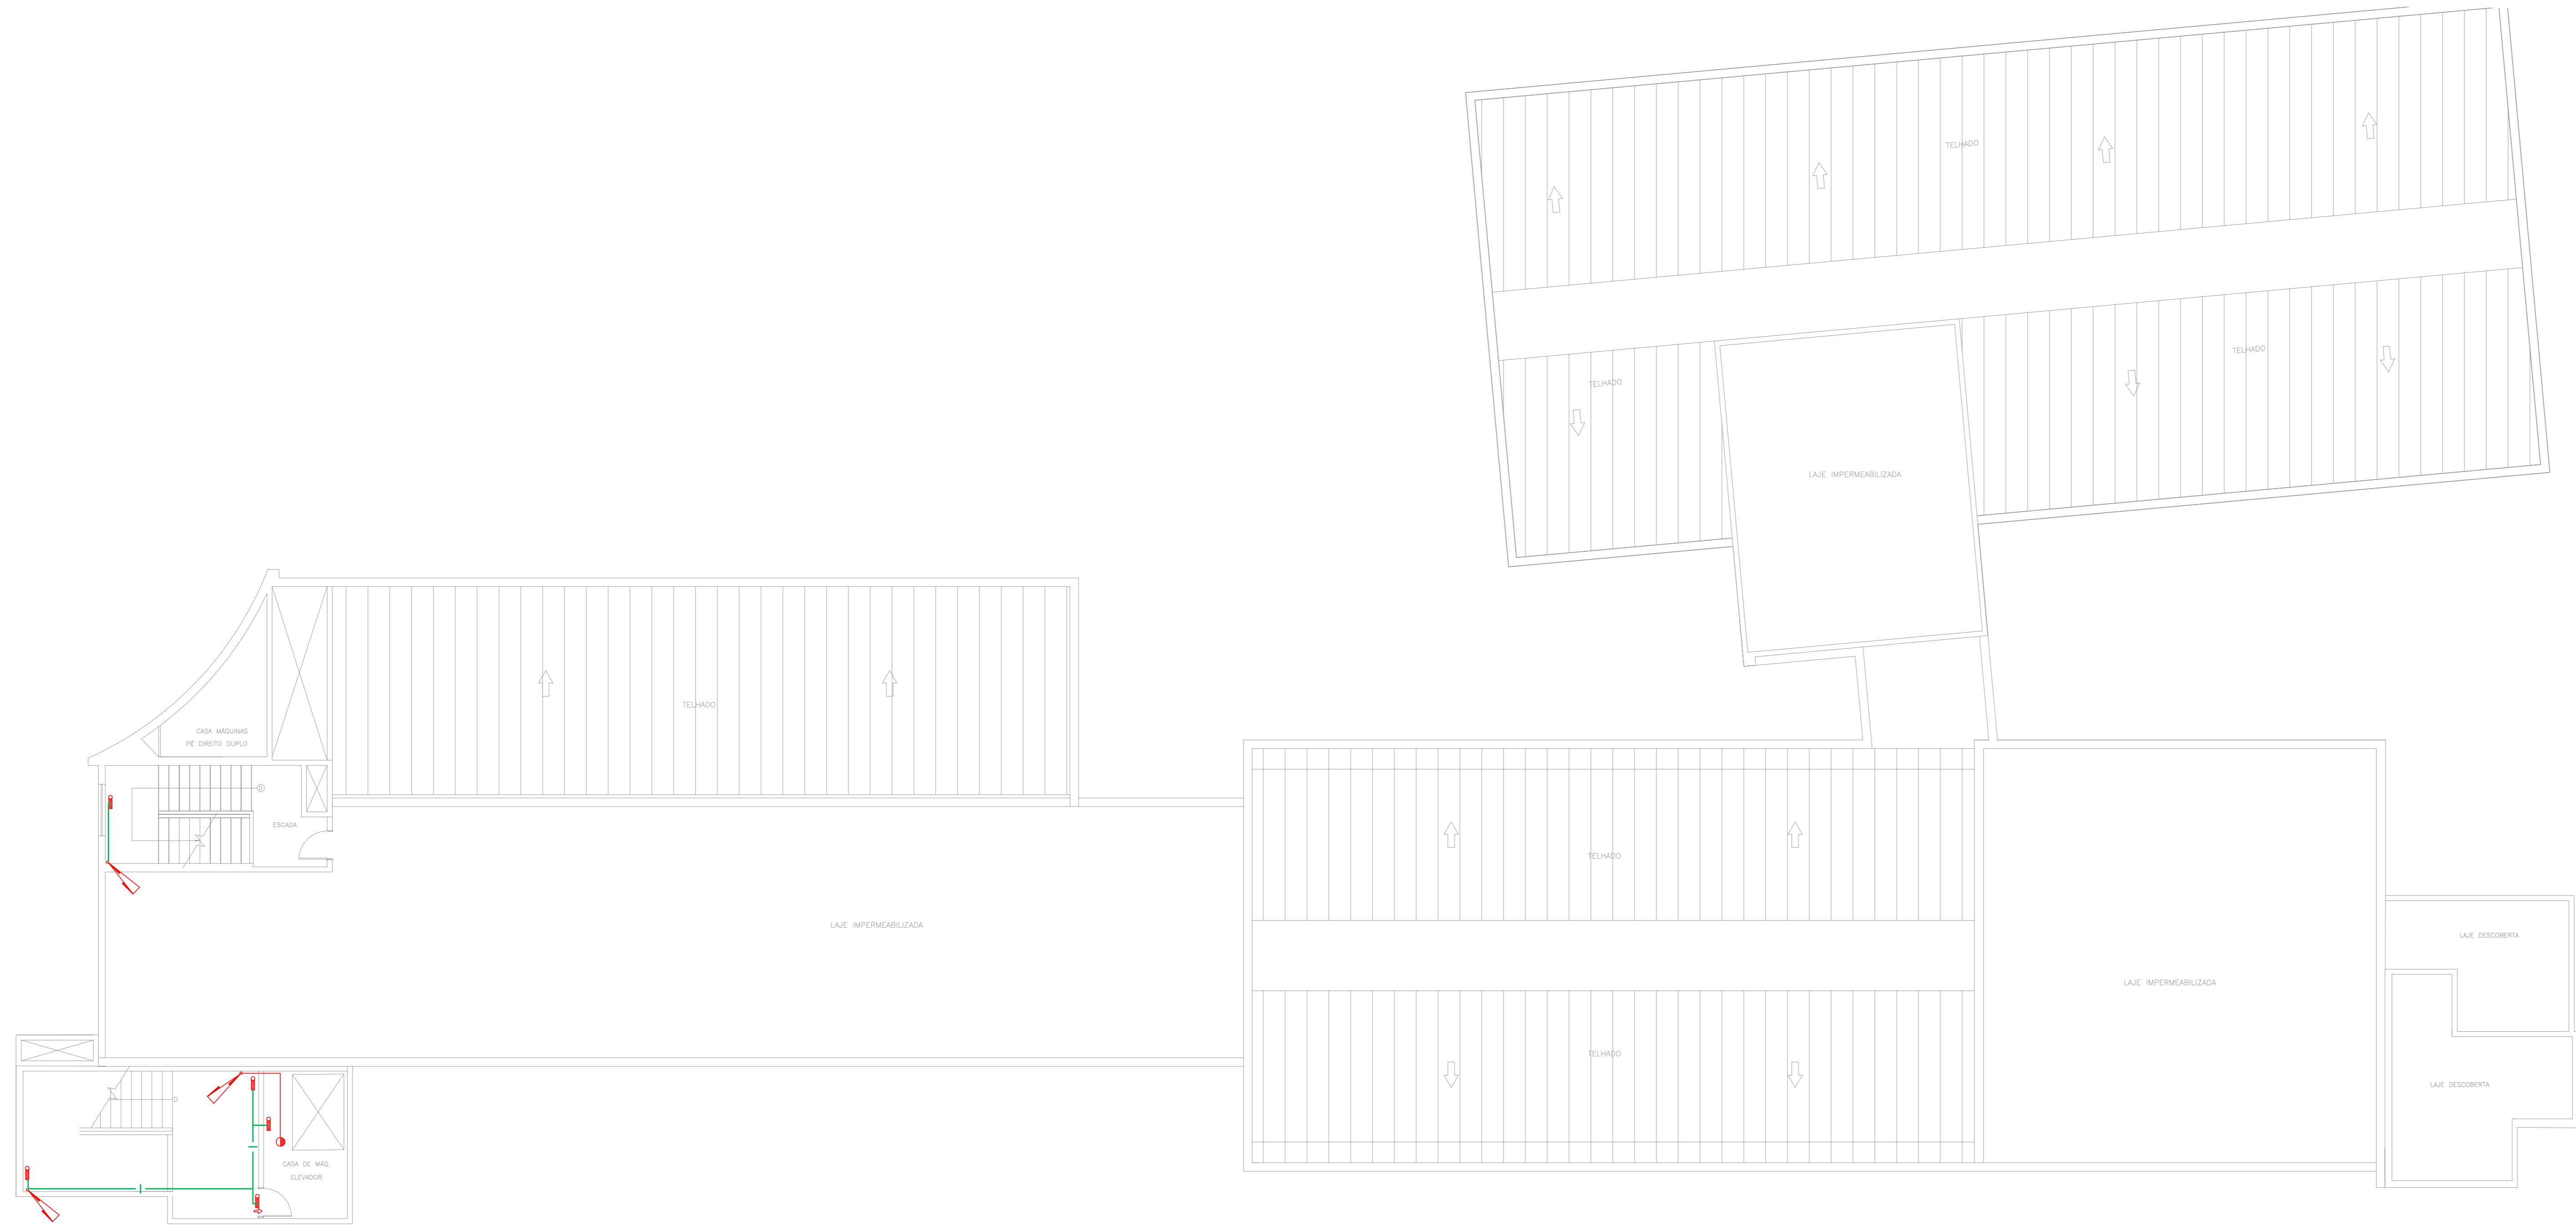 TELHADO
TELHADO
TELHADO
LAJE IMPERMEABILIZADA
TELHADO
CASA MÁQUINAS
PÉ DIREITO DUPLO
D
ESCADA
TELHADO
LAJE IMPERMEABILIZADA
LAJE DESCOBERTA
LAJE IMPERMEABILIZADA
TELHADO
LAJE DESCOBERTA
D
CASA DE MÁQ.
ELEVADOR